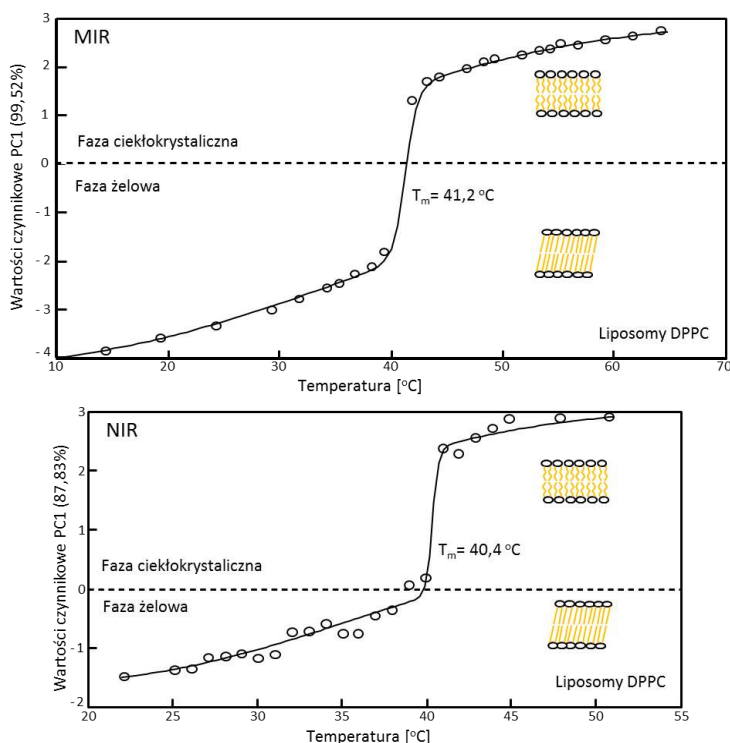 MIR
Wartości czynnikowe PC1 (99,52%)
3
2
1
0
- 1
- 2
- 3
- 4
Faza ciekłokrystaliczna
Faza żelowa
Tm= 41,2 °C
Liposomy DPPC
10 20 30 40 50 60 70
Temperatura [°C]
NIR
Wartości czynnikowe PC1 (87,83%)
3
2
1
0
-1
-2
Faza ciekłokrystaliczna
Faza żelowa
Tm= 40,4 °C
Liposomy DPPC
20 25 30 35 40 45 50 55
Temperatura [°C]